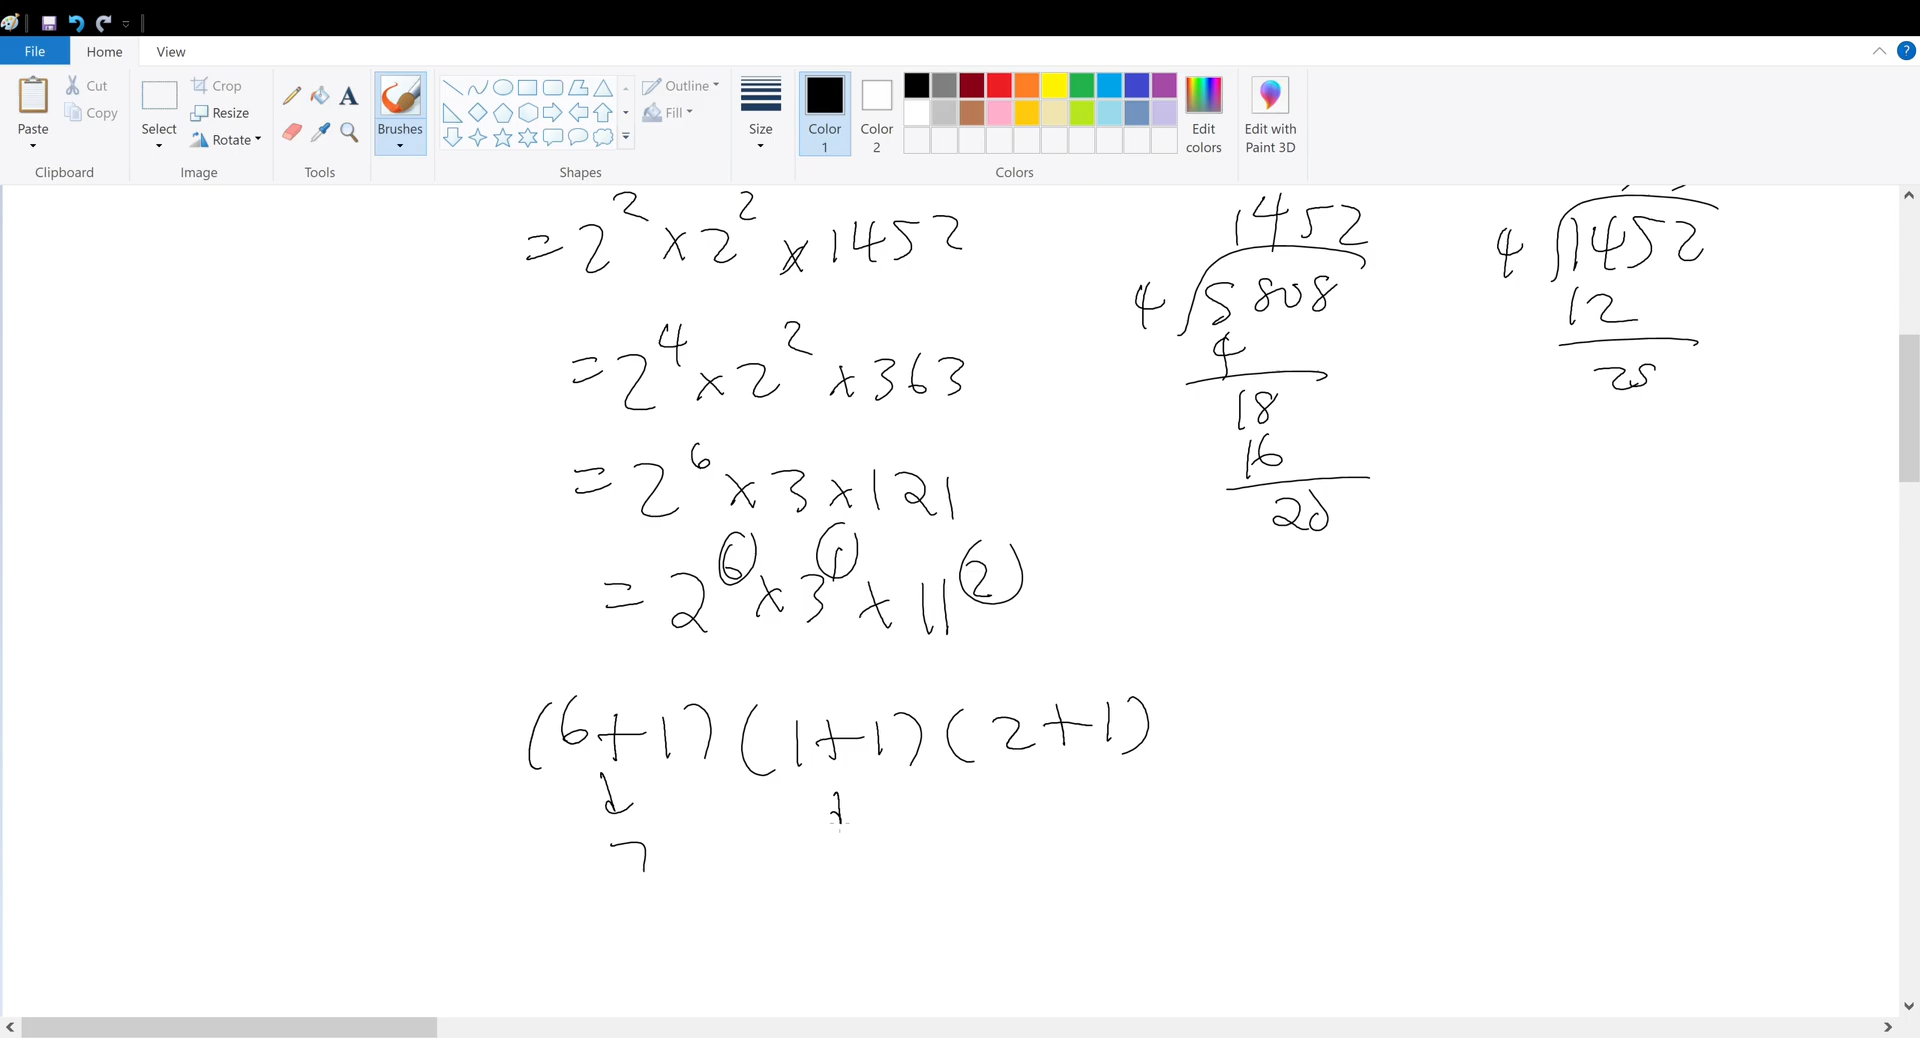 File Home View
Paste Cut Copy Clipboard
Select Crop Resize Rotate Image
Tools
Brushes
Outline Fill Shapes
Size
Color 1 Color 2 Edit colors Colors
Edit with Paint 3D
= 2² x 2² x 1452
= 2⁴ x 2² x 363
= 2⁶ x 3 x 121
= 2⁶ x 3¹ x 11²
(6+1) (1+1) (2+1)
↓ ↓
7
1452
4 5808
4
18
16
20
4 1452
12
25